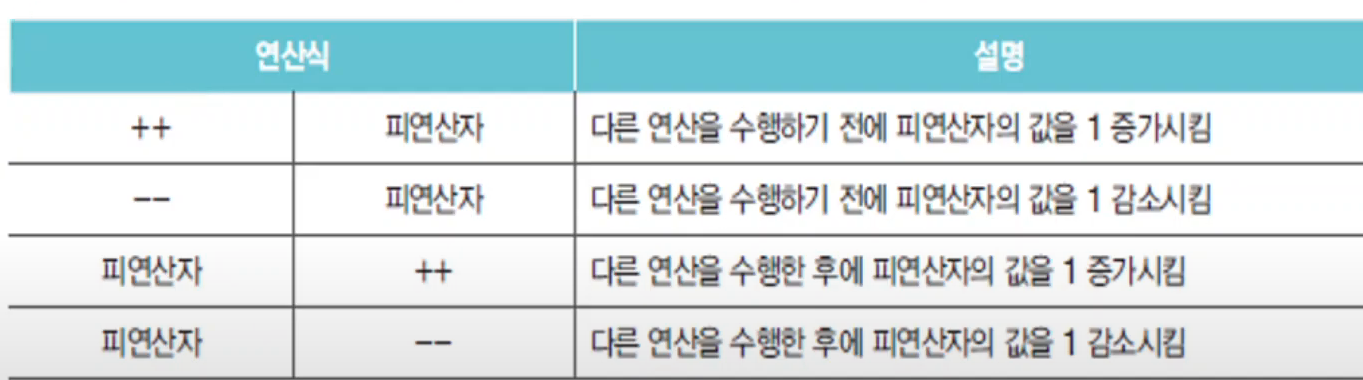 연산식 설명
++ 피연산자 다른 연산을 수행하기 전에 피연산자의 값을 1 증가시킴
-- 피연산자 다른 연산을 수행하기 전에 피연산자의 값을 1 감소시킴
피연산자 ++ 다른 연산을 수행한 후에 피연산자의 값을 1 증가시킴
피연산자 -- 다른 연산을 수행한 후에 피연산자의 값을 1 감소시킴